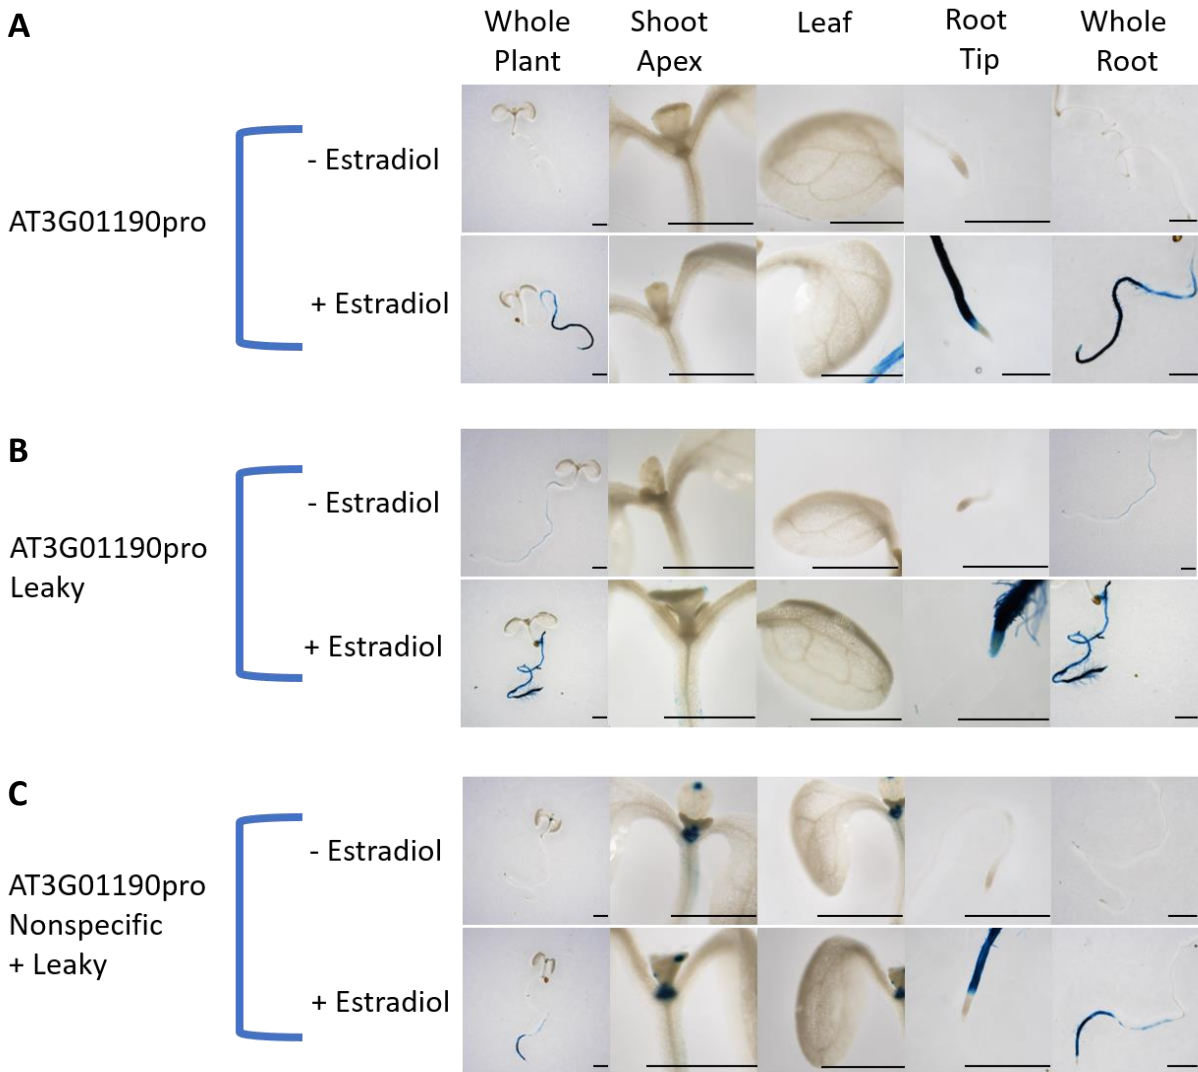 A
Whole
Plant
Shoot
Apex
Leaf
Root
Tip
Whole
Root
AT3G01190pro
- Estradiol
+ Estradiol
B
AT3G01190pro
Leaky
- Estradiol
+ Estradiol
C
AT3G01190pro
Nonspecific
+ Leaky
- Estradiol
+ Estradiol